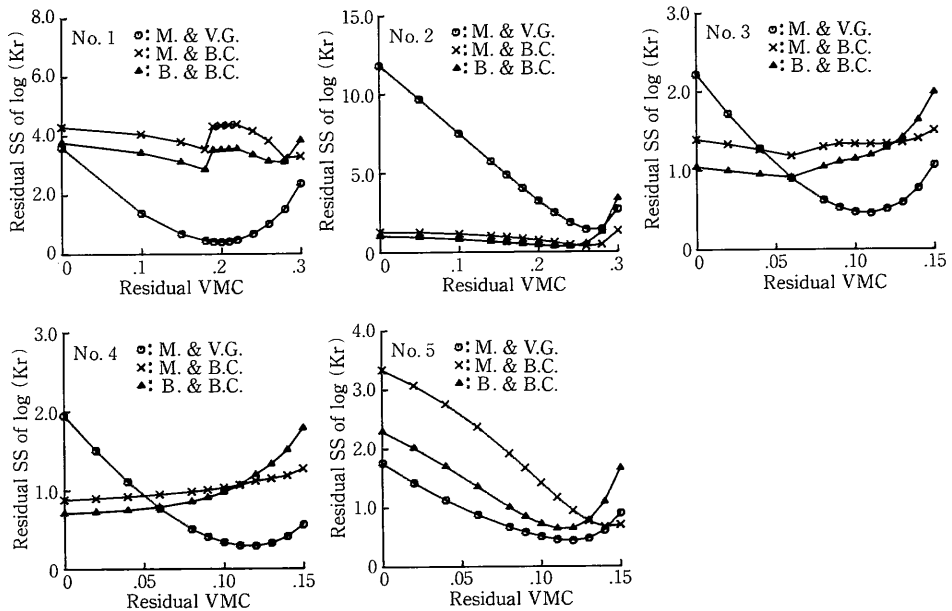 Residual SS of log (Kr)
8.0
6.0
4.0
2.0
0
No. 1
: M. & V.G.
: M. & B.C.
: B. & B.C.
0 .1 .2 .3
Residual VMC
Residual SS of log (Kr)
15.0
10.0
5.0
0
No. 2
: M. & V.G.
: M. & B.C.
: B. & B.C.
0 .1 .2 .3
Residual VMC
Residual SS of log (Kr)
3.0
2.0
1.0
0
No. 3
: M. & V.G.
: M. & B.C.
: B. & B.C.
0 .05 .10 .15
Residual VMC
Residual SS of log (Kr)
3.0
2.0
1.0
0
No. 4
: M. & V.G.
: M. & B.C.
: B. & B.C.
0 .05 .10 .15
Residual VMC
Residual SS of log (Kr)
4.0
3.0
2.0
1.0
0
No. 5
: M. & V.G.
: M. & B.C.
: B. & B.C.
0 .05 .10 .15
Residual VMC